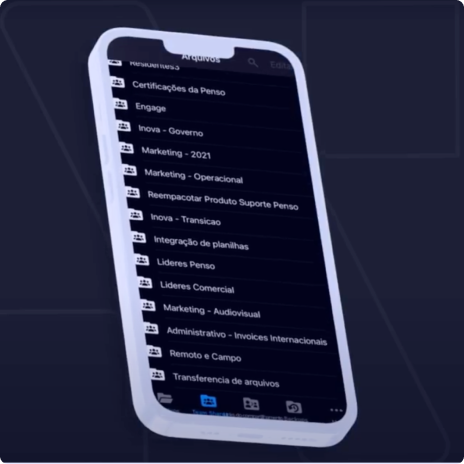 Arquivos
Residentes3
Certificações da Penso
Engage
Inova - Governo
Marketing - 2021
Marketing - Operacional
Reempacotar Produto Suporte Penso
Inova - Transicao
Integração de planilhas
Lideres Penso
Lideres Comercial
Marketing - Audiovisual
Administrativo - Invoices Internacionais
Remoto e Campo
Transferencia de arquivos